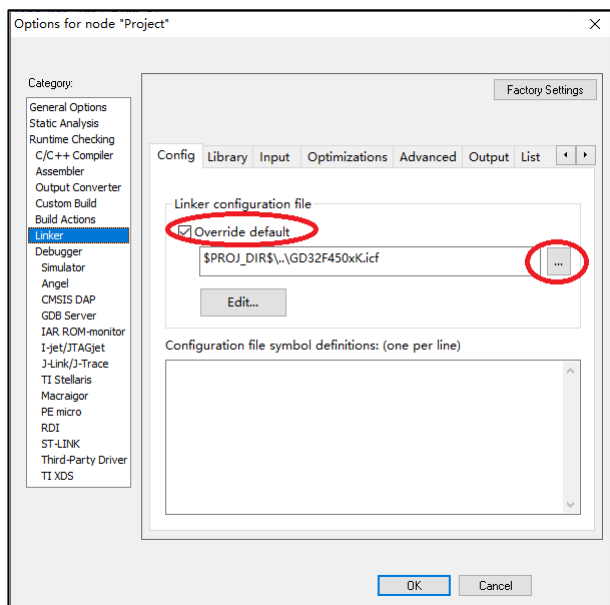 Options for node "Project"
Category:
Factory Settings
General Options
Static Analysis
Runtime Checking
C/C++ Compiler
Assembler
Output Converter
Custom Build
Build Actions
Linker
Debugger
Simulator
Angel
CMSIS DAP
GDB Server
IAR ROM-monitor
I-jet/JTAGjet
J-Link/J-Trace
TI Stellaris
Macraigor
PE micro
RDI
ST-LINK
Third-Party Driver
TI XDS
Config Library Input Optimizations Advanced Output List
Linker configuration file
Override default
$PROJ_DIR$\..\GD32F450xK.icf
...
Edit...
Configuration file symbol definitions: (one per line)
OK Cancel